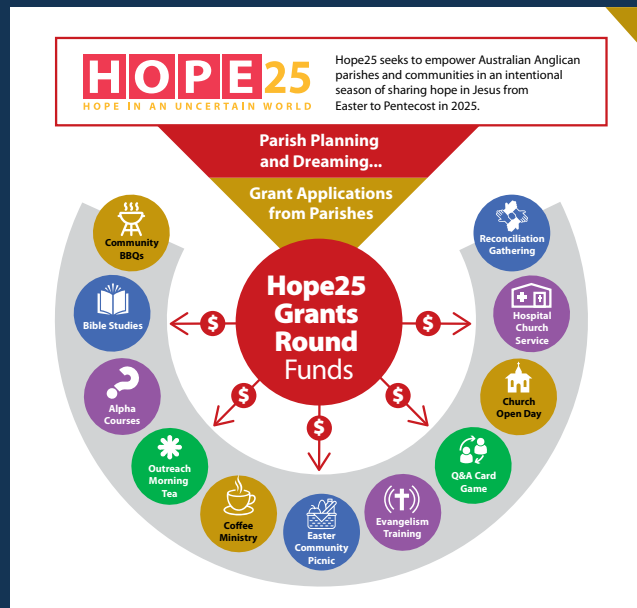 HOPE25
HOPE IN AN UNCERTAIN WORLD
Hope25 seeks to empower Australian Anglican
parishes and communities in an intentional
season of sharing hope in Jesus from
Easter to Pentecost in 2025.
Parish Planning
and Dreaming...
Grant Applications
from Parishes
Hope25
Grants
Round
Funds
$
$
$
$
$
Community
BBQs
Bible Studies
Alpha
Courses
Outreach
Morning
Tea
Coffee
Ministry
Easter
Community
Picnic
Evangelism
Training
Q&A Card
Game
Church
Open Day
Hospital
Church
Service
Reconciliation
Gathering